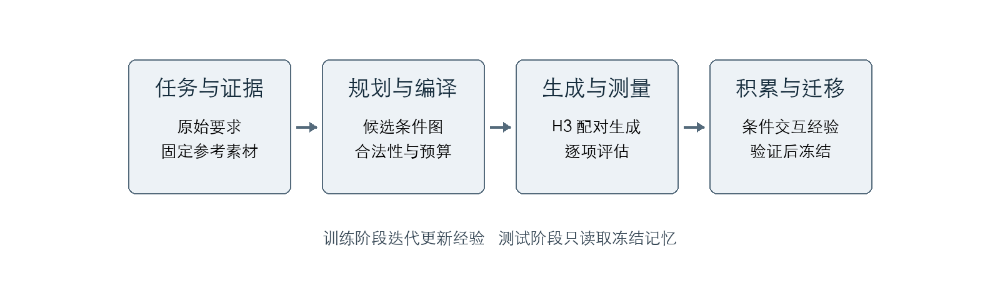 任务与证据
原始要求
固定参考素材
规划与编译
候选条件图
合法性与预算
生成与测量
H3 配对生成
逐项评估
积累与迁移
条件交互经验
验证后冻结
训练阶段迭代更新经验 测试阶段只读取冻结记忆